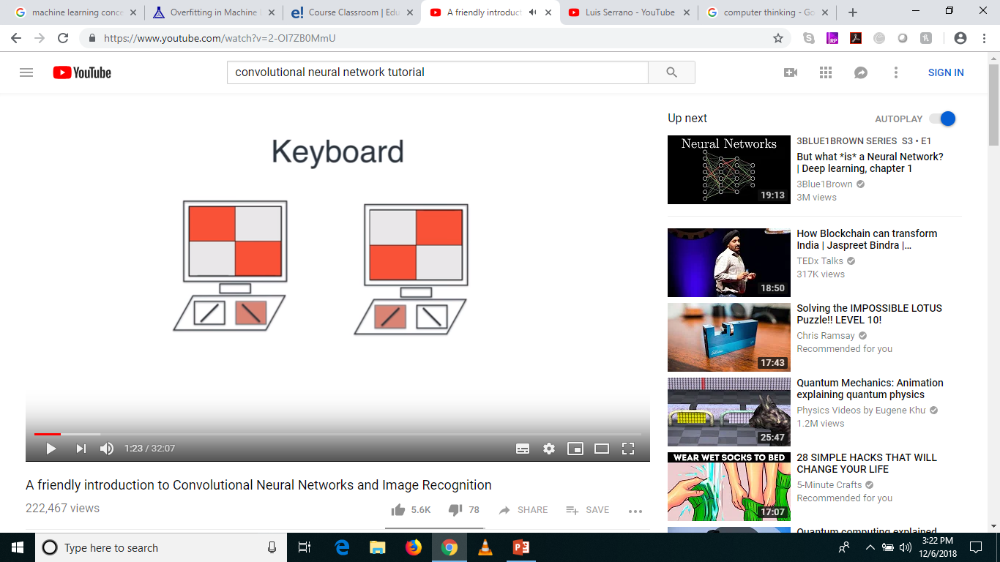 machine learning conce
Overfitting in Machine
Course Classroom | Edu
A friendly introduct
Luis Serrano - YouTube
computer thinking - Go
https://www.youtube.com/watch?v=2-OI7ZB0MmU
YouTube
convolutional neural network tutorial
SIGN IN
Keyboard
1:23 / 32:07
A friendly introduction to Convolutional Neural Networks and Image Recognition
222,467 views
5.6K
78
SHARE
SAVE
Up next
AUTOPLAY
Neural Networks
19:13
3BLUE1BROWN SERIES S3 • E1
But what *is* a Neural Network?
| Deep learning, chapter 1
3Blue1Brown
3M views
18:50
How Blockchain can transform
India | Jaspreet Bindra |...
TEDx Talks
317K views
17:43
Solving the IMPOSSIBLE LOTUS
Puzzle!! LEVEL 10!
Chris Ramsay
Recommended for you
25:47
Quantum Mechanics: Animation
explaining quantum physics
Physics Videos by Eugene Khu
1.2M views
WEAR WET SOCKS TO BED
17:07
28 SIMPLE HACKS THAT WILL
CHANGE YOUR LIFE
5-Minute Crafts
Recommended for you
Quantum computing explained
Type here to search
3:22 PM
12/6/2018